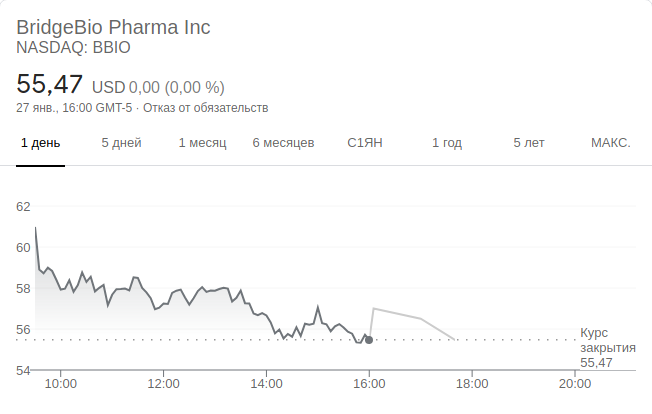 BridgeBio Pharma Inc
NASDAQ: BBIO
55,47 USD 0,00 (0,00 %)
27 янв., 16:00 GMT-5 · Отказ от обязательств
1 день 5 дней 1 месяц 6 месяцев С1ЯН 1 год 5 лет МАКС.
62
60
58
56
54
Курс
закрытия
55,47
10:00 12:00 14:00 16:00 18:00 20:00